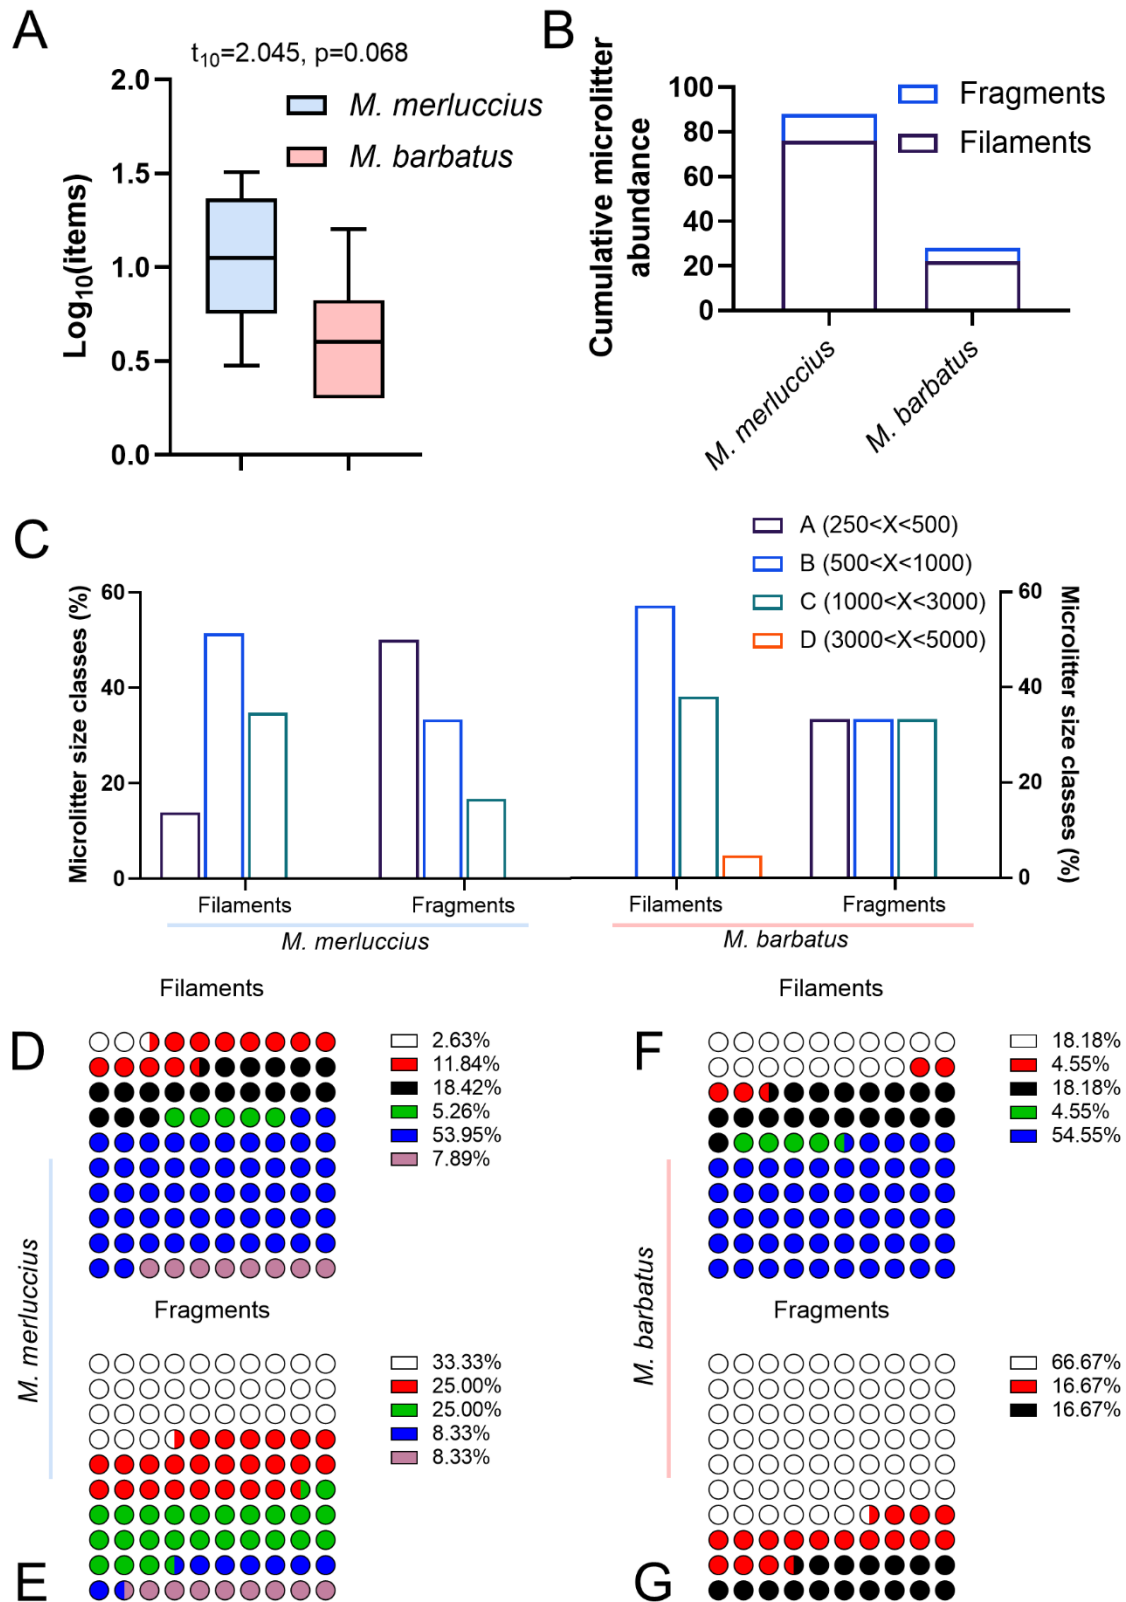 A
t10=2.045, p=0.068
Log10(items)
2.0
1.5
1.0
0.5
0.0
M. merluccius
M. barbatus
B
Cumulative microlitter
abundance
100
80
60
40
20
0
Fragments
Filaments
M. merluccius
M. barbatus
C
A (250<X<500)
B (500<X<1000)
C (1000<X<3000)
D (3000<X<5000)
Microlitter size classes (%)
60
40
20
0
Filaments
Fragments
M. merluccius
Filaments
Fragments
M. barbatus
60
40
20
0
Microlitter size classes (%)
Filaments
D
2.63%
11.84%
18.42%
5.26%
53.95%
7.89%
M. merluccius
Fragments
33.33%
25.00%
25.00%
8.33%
8.33%
E
Filaments
F
18.18%
4.55%
18.18%
4.55%
54.55%
M. barbatus
Fragments
66.67%
16.67%
16.67%
G